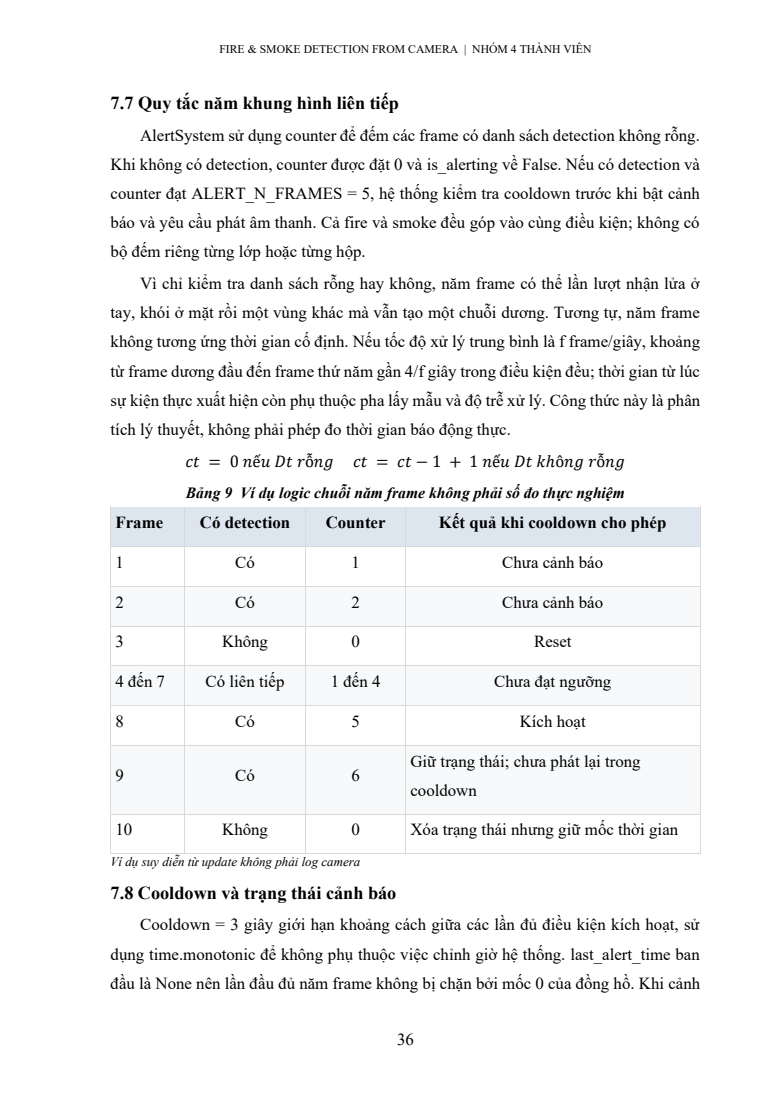 FIRE & SMOKE DETECTION FROM CAMERA | NHÓM 4 THÀNH VIÊN
7.7 Quy tắc năm khung hình liên tiếp
AlertSystem sử dụng counter để đếm các frame có danh sách detection không rỗng.
Khi không có detection, counter được đặt 0 và is_alerting về False. Nếu có detection và
counter đạt ALERT_N_FRAMES = 5, hệ thống kiểm tra cooldown trước khi bật cảnh
báo và yêu cầu phát âm thanh. Cả fire và smoke đều góp vào cùng điều kiện; không có
bộ đếm riêng từng lớp hoặc từng hộp.
Vì chỉ kiểm tra danh sách rỗng hay không, năm frame có thể lần lượt nhận lửa ở
tay, khói ở mặt rồi một vùng khác mà vẫn tạo một chuỗi dương. Tương tự, năm frame
không tương ứng thời gian cố định. Nếu tốc độ xử lý trung bình là f frame/giây, khoảng
từ frame dương đầu đến frame thứ năm gần 4/f giây trong điều kiện đều; thời gian từ lúc
sự kiện thực xuất hiện còn phụ thuộc pha lấy mẫu và độ trễ xử lý. Công thức này là phân
tích lý thuyết, không phải phép đo thời gian báo động thực.
ct = 0 nếu Dt rỗng ct = ct − 1 + 1 nếu Dt không rỗng
Bảng 9 Ví dụ logic chuỗi năm frame không phải số đo thực nghiệm
Frame Có detection Counter Kết quả khi cooldown cho phép
1 Có 1 Chưa cảnh báo
2 Có 2 Chưa cảnh báo
3 Không 0 Reset
4 đến 7 Có liên tiếp 1 đến 4 Chưa đạt ngưỡng
8 Có 5 Kích hoạt
9 Có 6 Giữ trạng thái; chưa phát lại trong
cooldown
10 Không 0 Xóa trạng thái nhưng giữ mốc thời gian
Ví dụ suy diễn từ update không phải log camera
7.8 Cooldown và trạng thái cảnh báo
Cooldown = 3 giây giới hạn khoảng cách giữa các lần đủ điều kiện kích hoạt, sử
dụng time.monotonic để không phụ thuộc việc chỉnh giờ hệ thống. last_alert_time ban
đầu là None nên lần đầu đủ năm frame không bị chặn bởi mốc 0 của đồng hồ. Khi cảnh
36